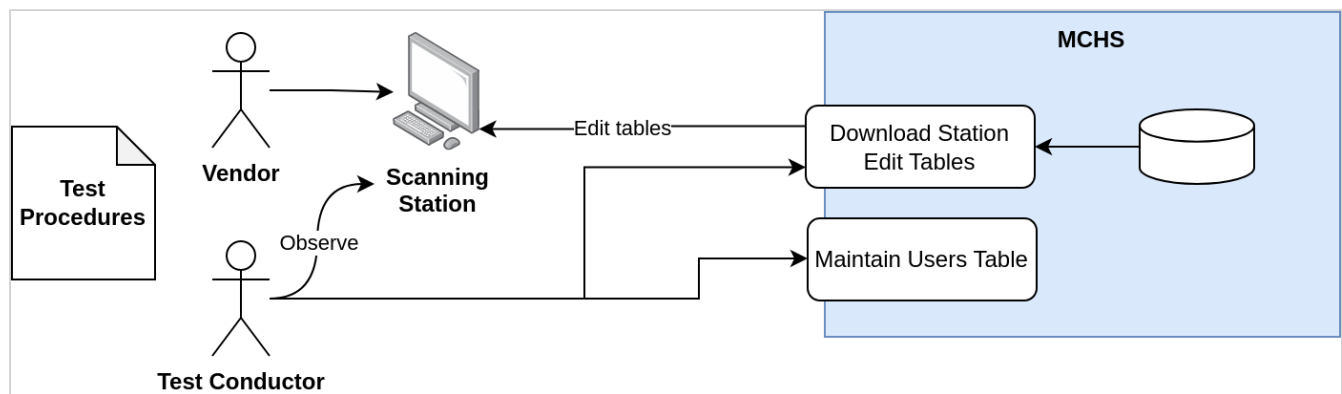 MCHS
Edit tables
Download Station
Edit Tables
Vendor
Scanning
Station
Test
Procedures
Observe
Maintain Users Table
Test Conductor